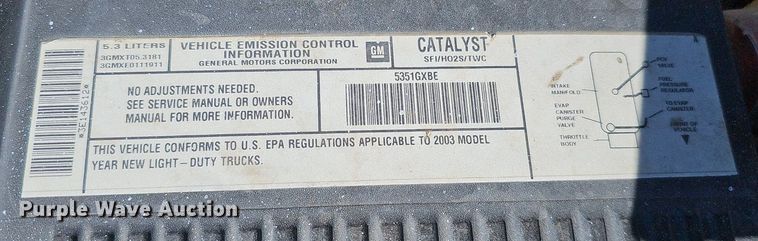 5.3 LITERS
3GMXT05.3181
3GMXE0111911
VEHICLE EMISSION CONTROL
INFORMATION
GENERAL MOTORS CORPORATION
GM
CATALYST
SFI/HO2S/TWC
5351GXBE
NO ADJUSTMENTS NEEDED.
SEE SERVICE MANUAL OR OWNERS
MANUAL FOR MORE INFORMATION.
THIS VEHICLE CONFORMS TO U.S. EPA REGULATIONS APPLICABLE TO 2003 MODEL
YEAR NEW LIGHT-DUTY TRUCKS.
PCV
VALVE
INTAKE
MANIFOLD
FUEL
PRESSURE
REGULATOR
EVAP
CANISTER
PURGE
VALVE
TO EVAP
CANISTER
THROTTLE
BODY
FRONT OF
VEHICLE
Purple Wave Auction